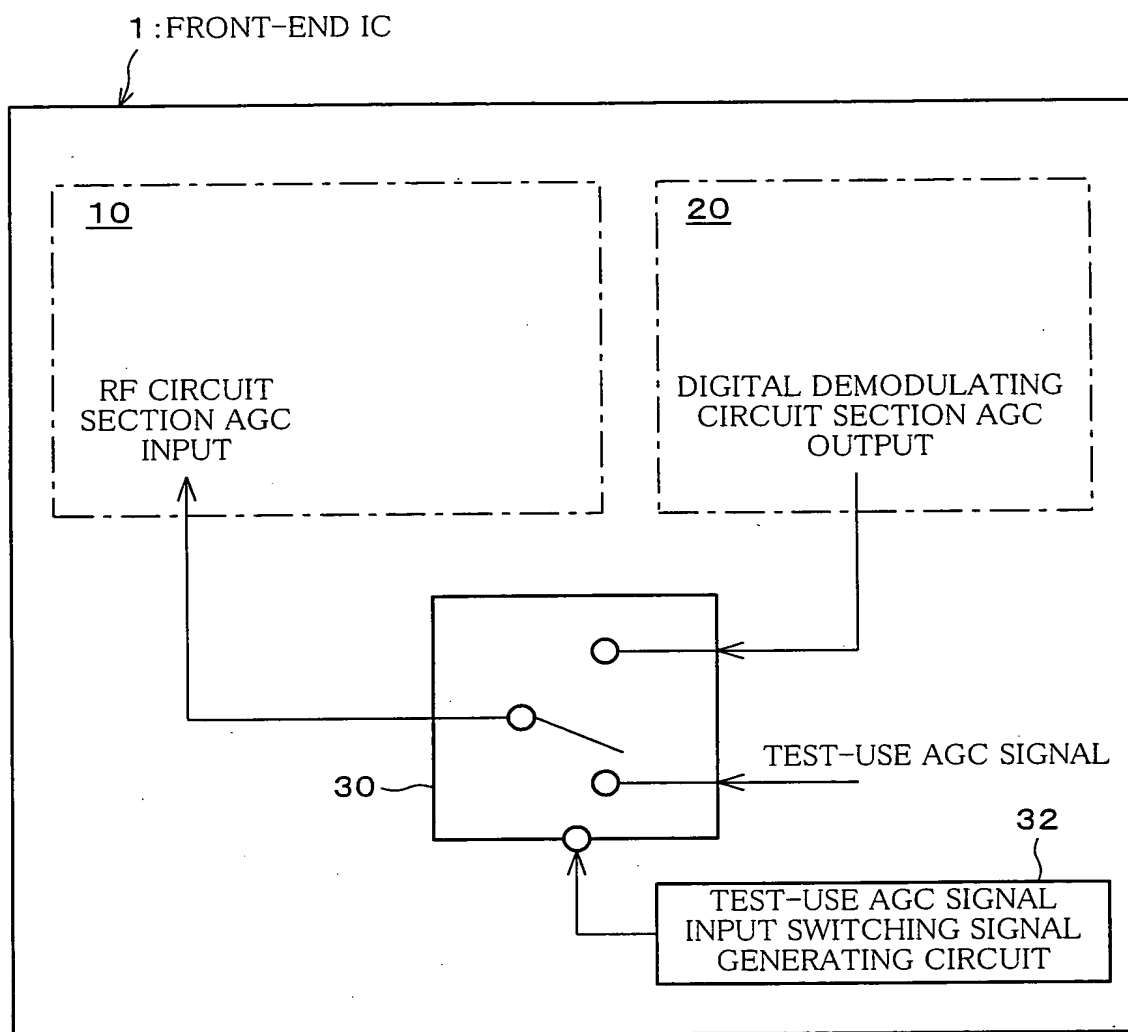 1 : FRONT-END IC
10
20
RF CIRCUIT
SECTION AGC
INPUT
DIGITAL DEMODULATING
CIRCUIT SECTION AGC
OUTPUT
TEST-USE AGC SIGNAL
30
32
TEST-USE AGC SIGNAL
INPUT SWITCHING SIGNAL
GENERATING CIRCUIT